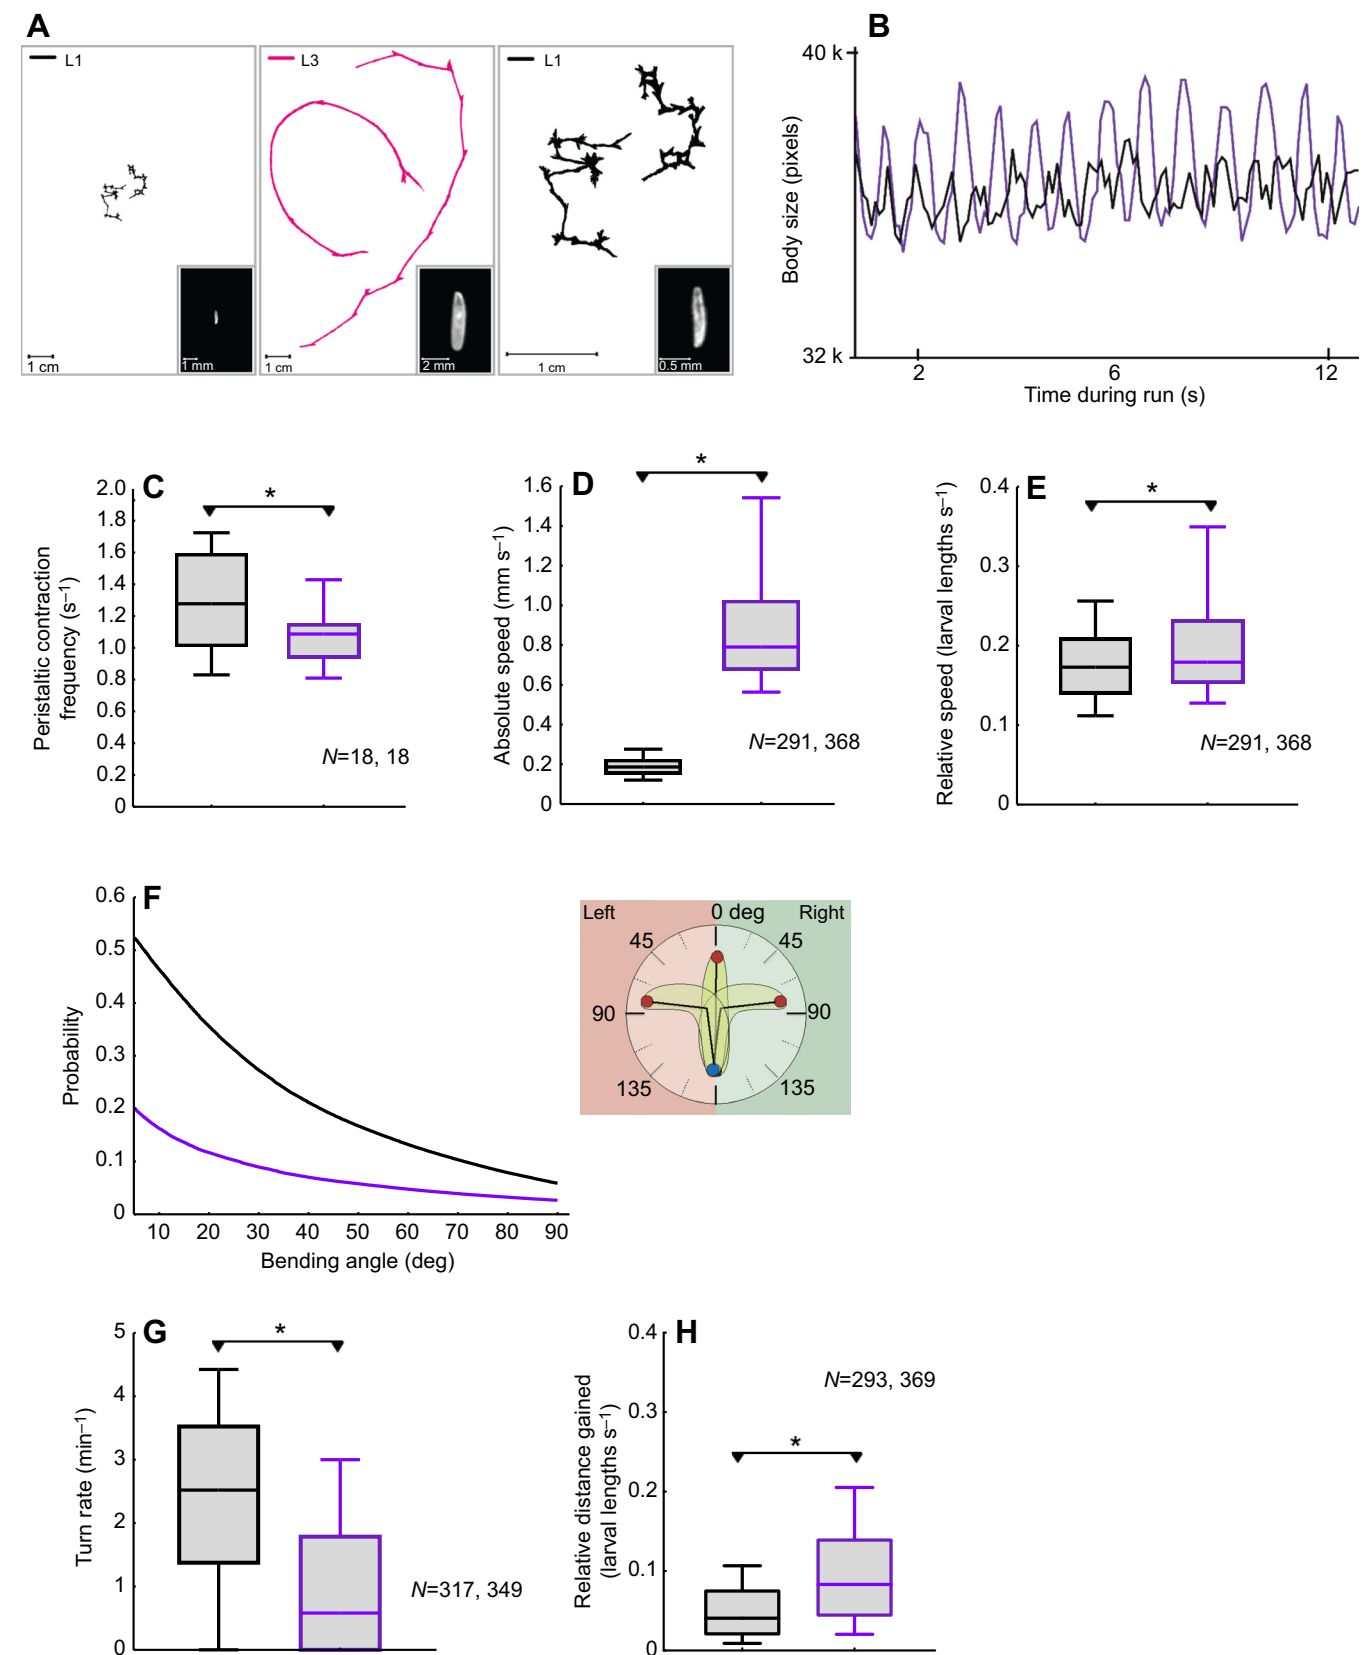 A
L1
L3
L1
1 cm
1 mm
1 cm
2 mm
1 cm
0.5 mm
B
40 k
32 k
Body size (pixels)
2 6 12
Time during run (s)
C
2.0
1.8
1.6
1.4
1.2
1.0
0.8
0.6
0.4
0.2
0
Peristaltic contraction
frequency (s–1)
*
N=18, 18
D
1.6
1.4
1.2
1.0
0.8
0.6
0.4
0.2
0
Absolute speed (mm s–1)
*
N=291, 368
E
0.4
0.3
0.2
0.1
0
Relative speed (larval lengths s–1)
*
N=291, 368
F
0.6
0.5
0.4
0.3
0.2
0.1
0
Probability
10 20 30 40 50 60 70 80 90
Bending angle (deg)
Left 0 deg Right
45 45
90 90
135 135
G
5
4
3
2
1
0
Turn rate (min–1)
*
N=317, 349
H
0.4
0.3
0.2
0.1
0
Relative distance gained
(larval lengths s–1)
*
N=293, 369